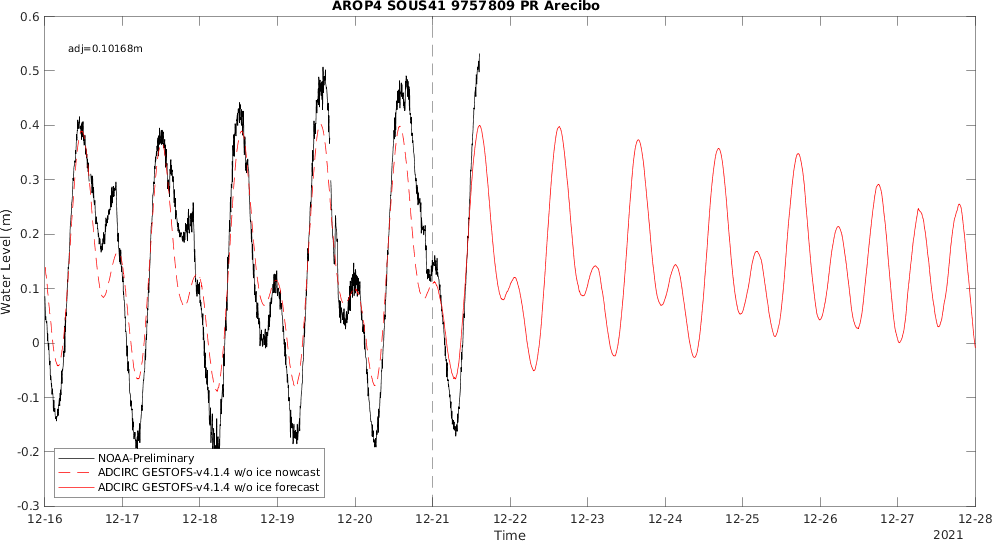 AROP4 SOUS41 9757809 PR Arecibo
adj=0.10168m
0.6
0.5
0.4
0.3
0.2
0.1
0
-0.1
-0.2
-0.3
Water Level (m)
NOAA-Preliminary
ADCIRC GESTOFS-v4.1.4 w/o ice nowcast
ADCIRC GESTOFS-v4.1.4 w/o ice forecast
12-16 12-17 12-18 12-19 12-20 12-21 12-22 12-23 12-24 12-25 12-26 12-27 12-28
Time
2021